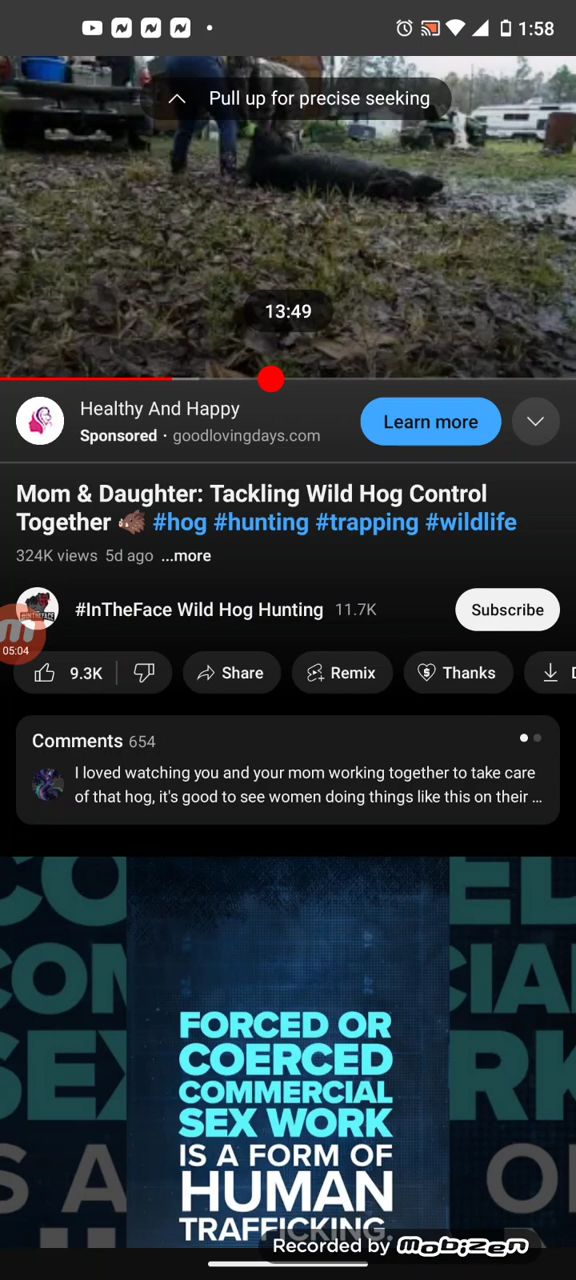 1:58
Pull up for precise seeking
13:49
Healthy And Happy
Sponsored · goodlovingdays.com
Learn more
Mom & Daughter: Tackling Wild Hog Control
Together 🐗 #hog #hunting #trapping #wildlife
324K views 5d ago ...more
#InTheFace Wild Hog Hunting 11.7K
Subscribe
05:04
9.3K
Share
Remix
Thanks
D
Comments 654
I loved watching you and your mom working together to take care
of that hog, it's good to see women doing things like this on their ...
FORCED OR
COERCED
COMMERCIAL
SEX WORK
IS A FORM OF
HUMAN
TRAFFICKING.
Recorded by mobizen